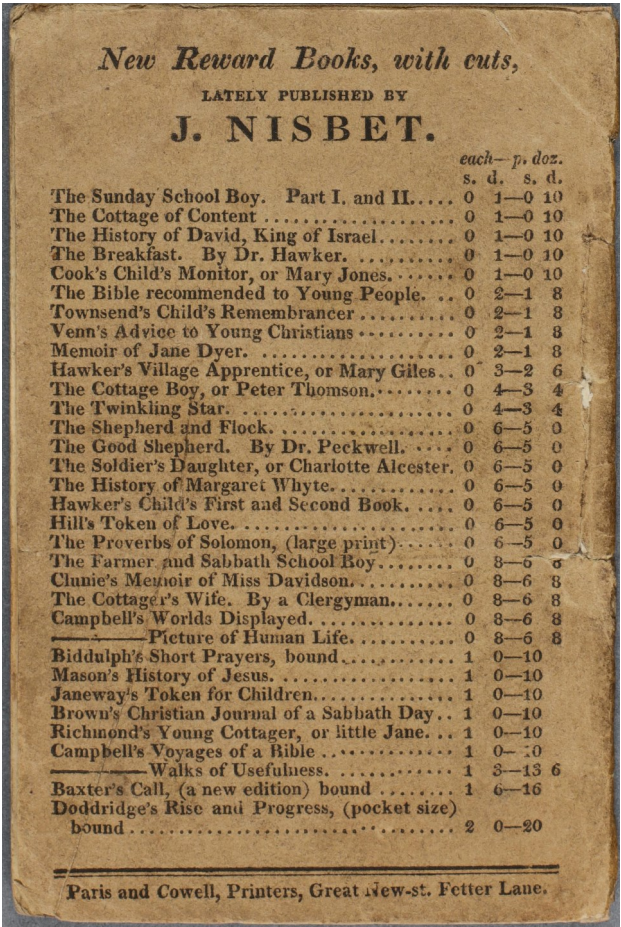 New Reward Books, with cuts,
LATELY PUBLISHED BY
J. NISBET.
each—p. doz.
s. d. s. d.
The Sunday School Boy. Part I. and II..... 0 1—0 10
The Cottage of Content .................... 0 10 1—0 10
The History of David, King of Israel........ 0 1—0 10
The Breakfast. By Dr. Hawker. .......... 0 1—0 10
Cook's Child's Monitor, or Mary Jones....... 0 1—0 10
The Bible recommended to Young People. .. 0 2—1 8
Townsend's Child's Remembrancer .......... 0 2—1 8
Venn's Advice to Young Christians .......... 0 2—1 8
Memoir of Jane Dyer. .................... 0 2—1 8
Hawker's Village Apprentice, or Mary Giles.. 0 3—2 6
The Cottage Boy, or Peter Thomson......... 0 4—3 4
The Twinkling Star. ...................... 0 4—3 4
The Shepherd and Flock. .................. 0 6—5 0
The Good Shepherd. By Dr. Peckwell. .... 0 6—5 0
The Soldier's Daughter, or Charlotte Alcester. 0 6—5 0
The History of Margaret Whyte............. 0 6—5 0
Hawker's Child's First and Second Book. .... 0 6—5 0
Hill's Token of Love. ...................... 0 6—5 0
The Proverbs of Solomon, (large print)...... 0 6—5 0
The Farmer and Sabbath School Boy........ 0 8—6 8
Clunie's Memoir of Miss Davidson........... 0 8—6 8
The Cottager's Wife. By a Clergyman....... 0 8—6 8
Campbell's Worlds Displayed. .............. 0 8—6 8
———Picture of Human Life. .......... 0 8—6 8
Biddulph's Short Prayers, bound............ 1 0—10
Mason's History of Jesus. .................. 1 0—10
Janeway's Token for Children............... 1 0—10
Brown's Christian Journal of a Sabbath Day.. 1 0—10
Richmond's Young Cottager, or little Jane. .. 1 0—10
Campbell's Voyages of a Bible .............. 1 0—10
———Walks of Usefulness. ............ 1 3—13 6
Baxter's Call, (a new edition) bound ........ 1 6—16
Doddridge's Rise and Progress, (pocket size)
bound .................................. 2 0—20
Paris and Cowell, Printers, Great New-st. Fetter Lane.